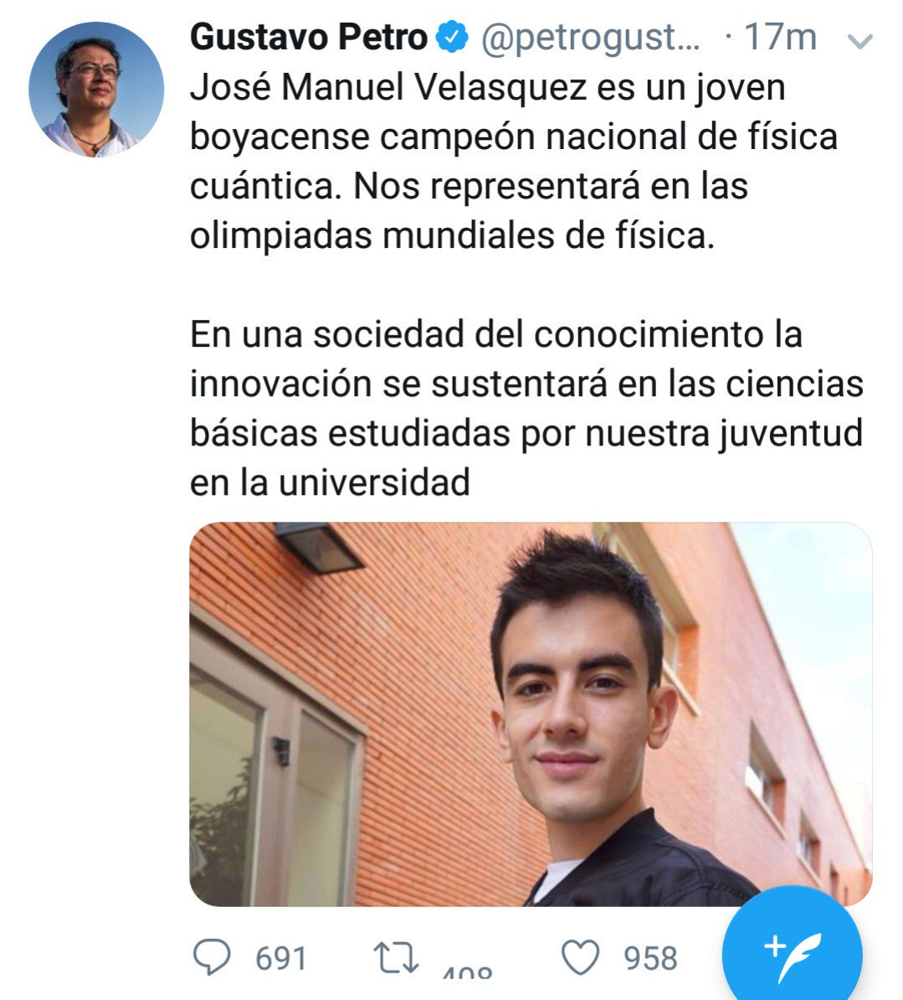 Gustavo Petro @petrogust... · 17m
José Manuel Velasquez es un joven
boyacense campeón nacional de física
cuántica. Nos representará en las
olimpiadas mundiales de física.
En una sociedad del conocimiento la
innovación se sustentará en las ciencias
básicas estudiadas por nuestra juventud
en la universidad
691 408 958